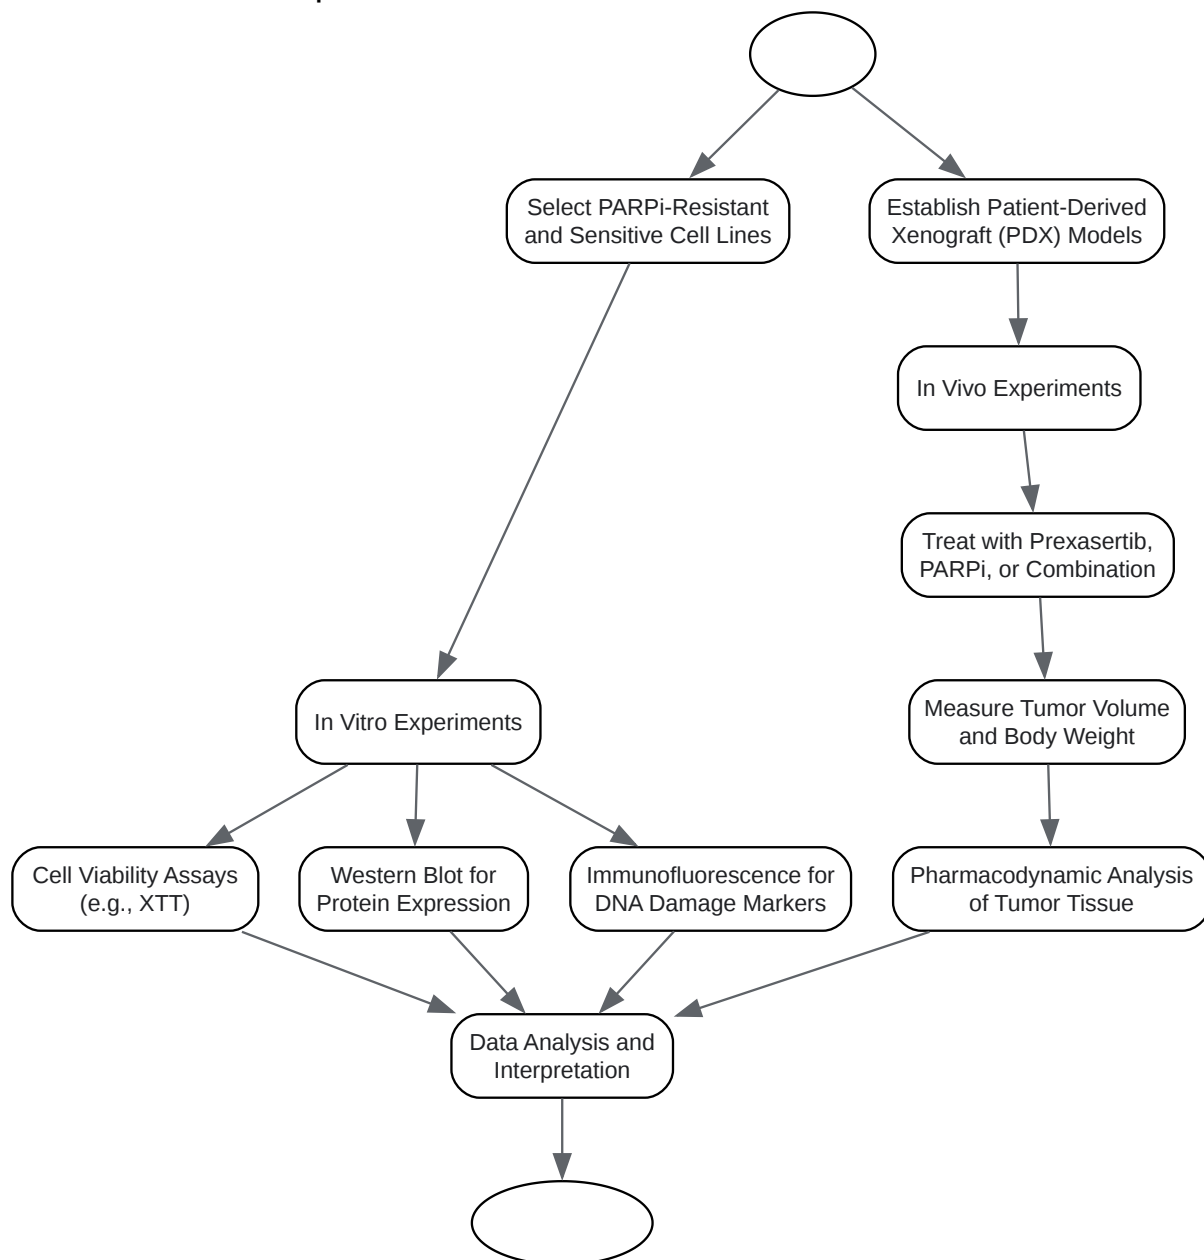 Select PARPi-Resistant
and Sensitive Cell Lines
Establish Patient-Derived
Xenograft (PDX) Models
In Vivo Experiments
Treat with Prexasertib,
PARPi, or Combination
In Vitro Experiments
Measure Tumor Volume
and Body Weight
Cell Viability Assays
(e.g., XTT)
Western Blot for
Protein Expression
Immunofluorescence for
DNA Damage Markers
Pharmacodynamic Analysis
of Tumor Tissue
Data Analysis and
Interpretation